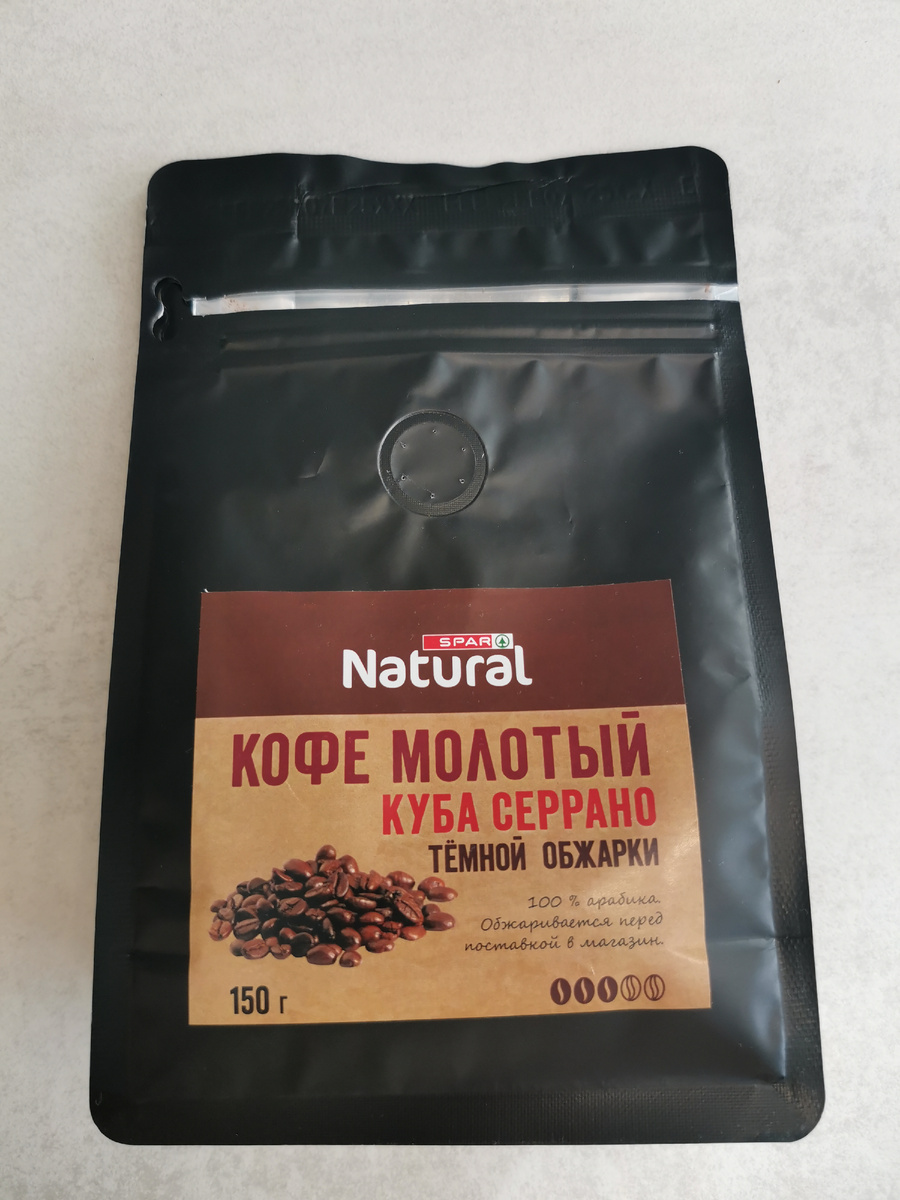 SPAR
Natural
КОФЕ МОЛОТЫЙ
КУБА СЕРРАНО
ТЁМНОЙ ОБЖАРКИ
100 % арабика.
Обжаривается перед
поставкой в магазин.
150 г